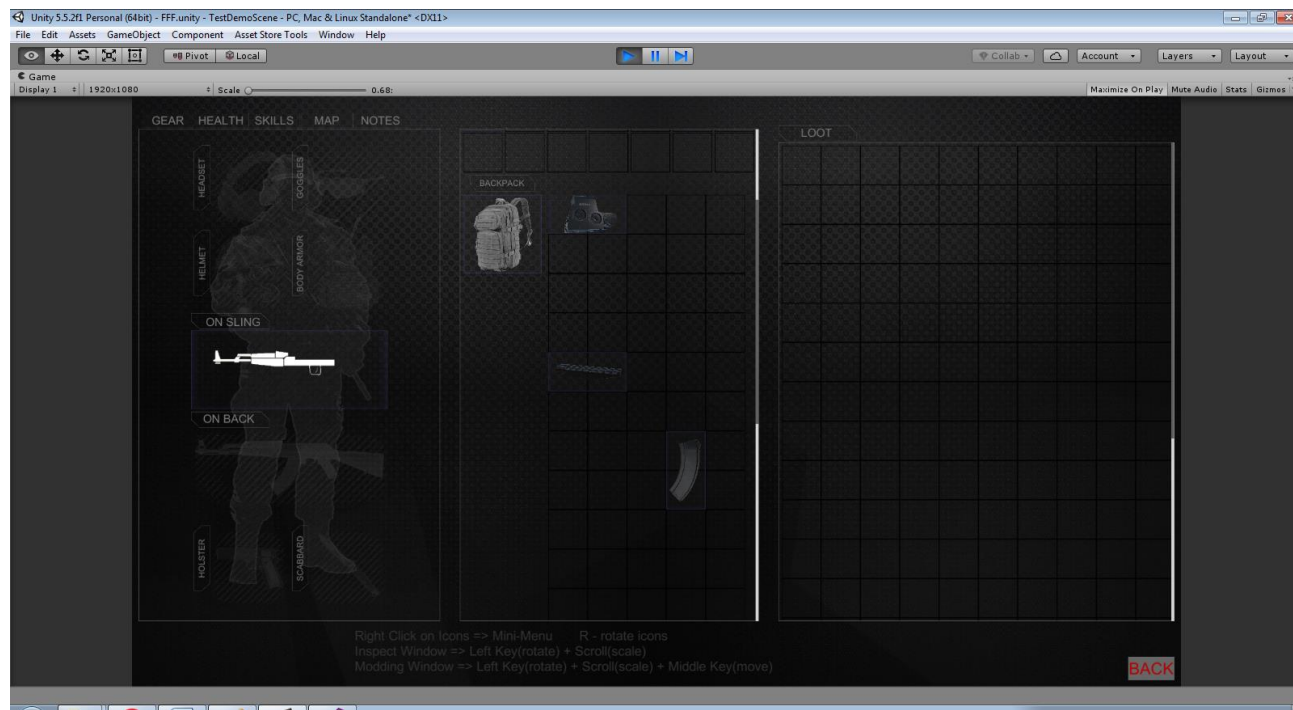 Unity 5.5.2f1 Personal (64bit) - FFF.unity - TestDemoScene - PC, Mac & Linux Standalone* <DX11>
File Edit Assets GameObject Component Asset Store Tools Window Help
Pivot Local Collab Account Layers Layout
Game
Display 1 1920x1080 Scale 0.68: Maximize On Play Mute Audio Stats Gizmos
GEAR HEALTH SKILLS MAP NOTES
LOOT
HEADSET
GOGGLES
BACKPACK
HELMET
BODY ARMOR
ON SLING
ON BACK
HOLSTER
SCABBARD
Right Click on Icons => Mini-Menu R - rotate icons
Inspect Window => Left Key(rotate) + Scroll(scale)
Modding Window => Left Key(rotate) + Scroll(scale) + Middle Key(move)
BACK